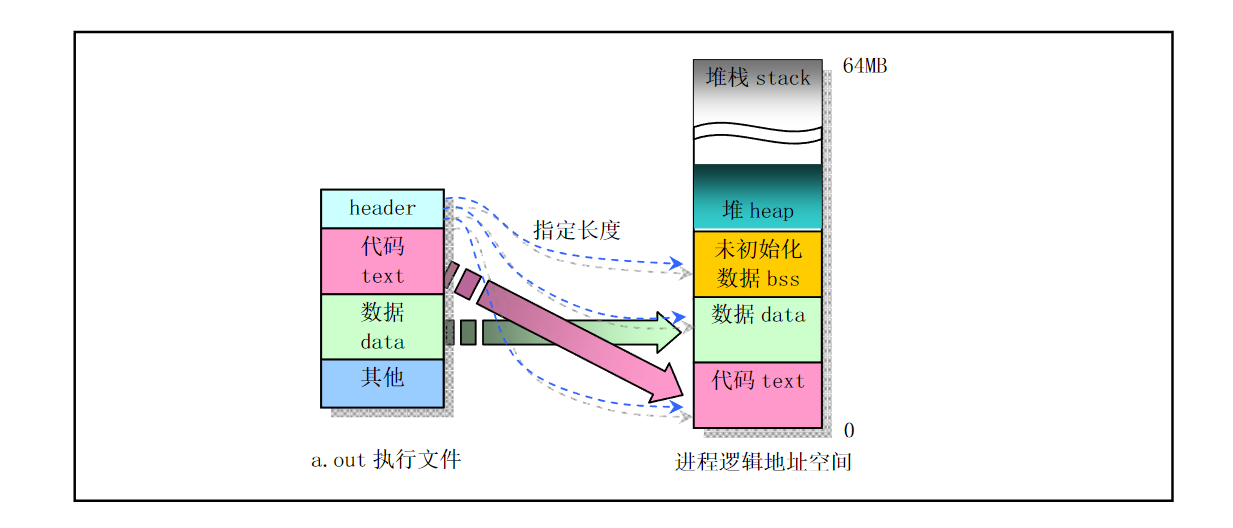 header
代码
text
数据
data
其他
a.out 执行文件
指定长度
堆栈 stack
堆 heap
未初始化
数据 bss
数据 data
代码 text
64MB
0
进程逻辑地址空间